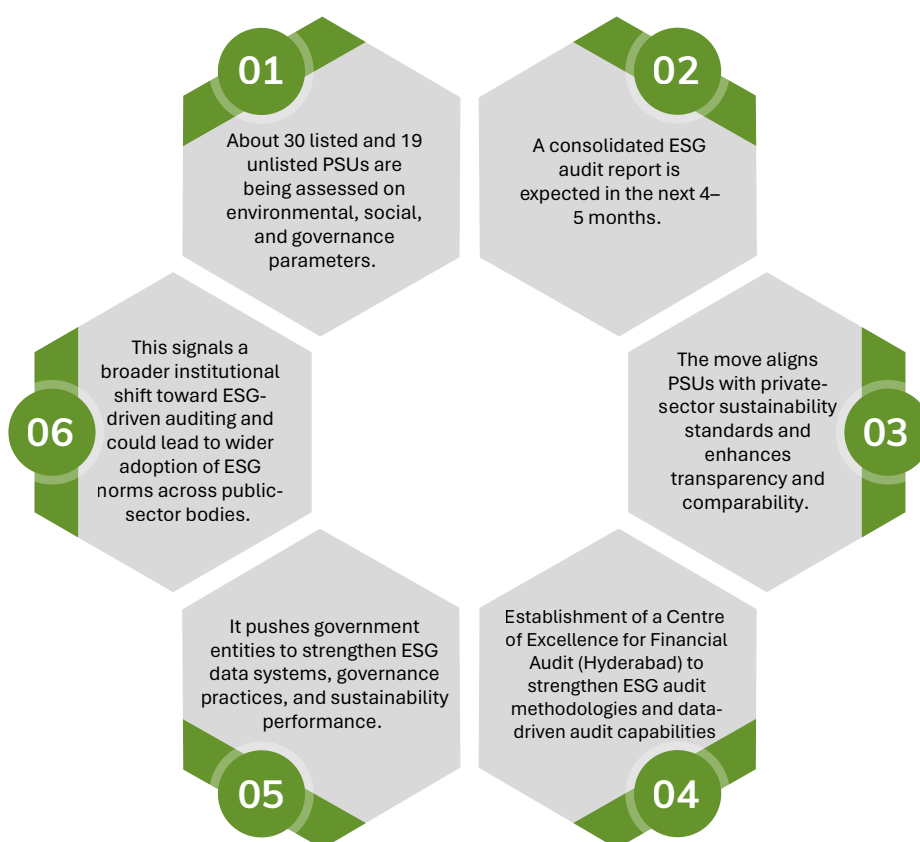 01
About 30 listed and 19
unlisted PSUs are
being assessed on
environmental, social,
and governance
parameters.
02
A consolidated ESG
audit report is
expected in the next 4–
5 months.
03
The move aligns
PSUs with private-
sector sustainability
standards and
enhances
transparency and
comparability.
04
Establishment of a Centre
of Excellence for Financial
Audit (Hyderabad) to
strengthen ESG audit
methodologies and data-
driven audit capabilities
05
It pushes government
entities to strengthen ESG
data systems, governance
practices, and sustainability
performance.
06
This signals a
broader institutional
shift toward ESG-
driven auditing and
could lead to wider
adoption of ESG
norms across public-
sector bodies.